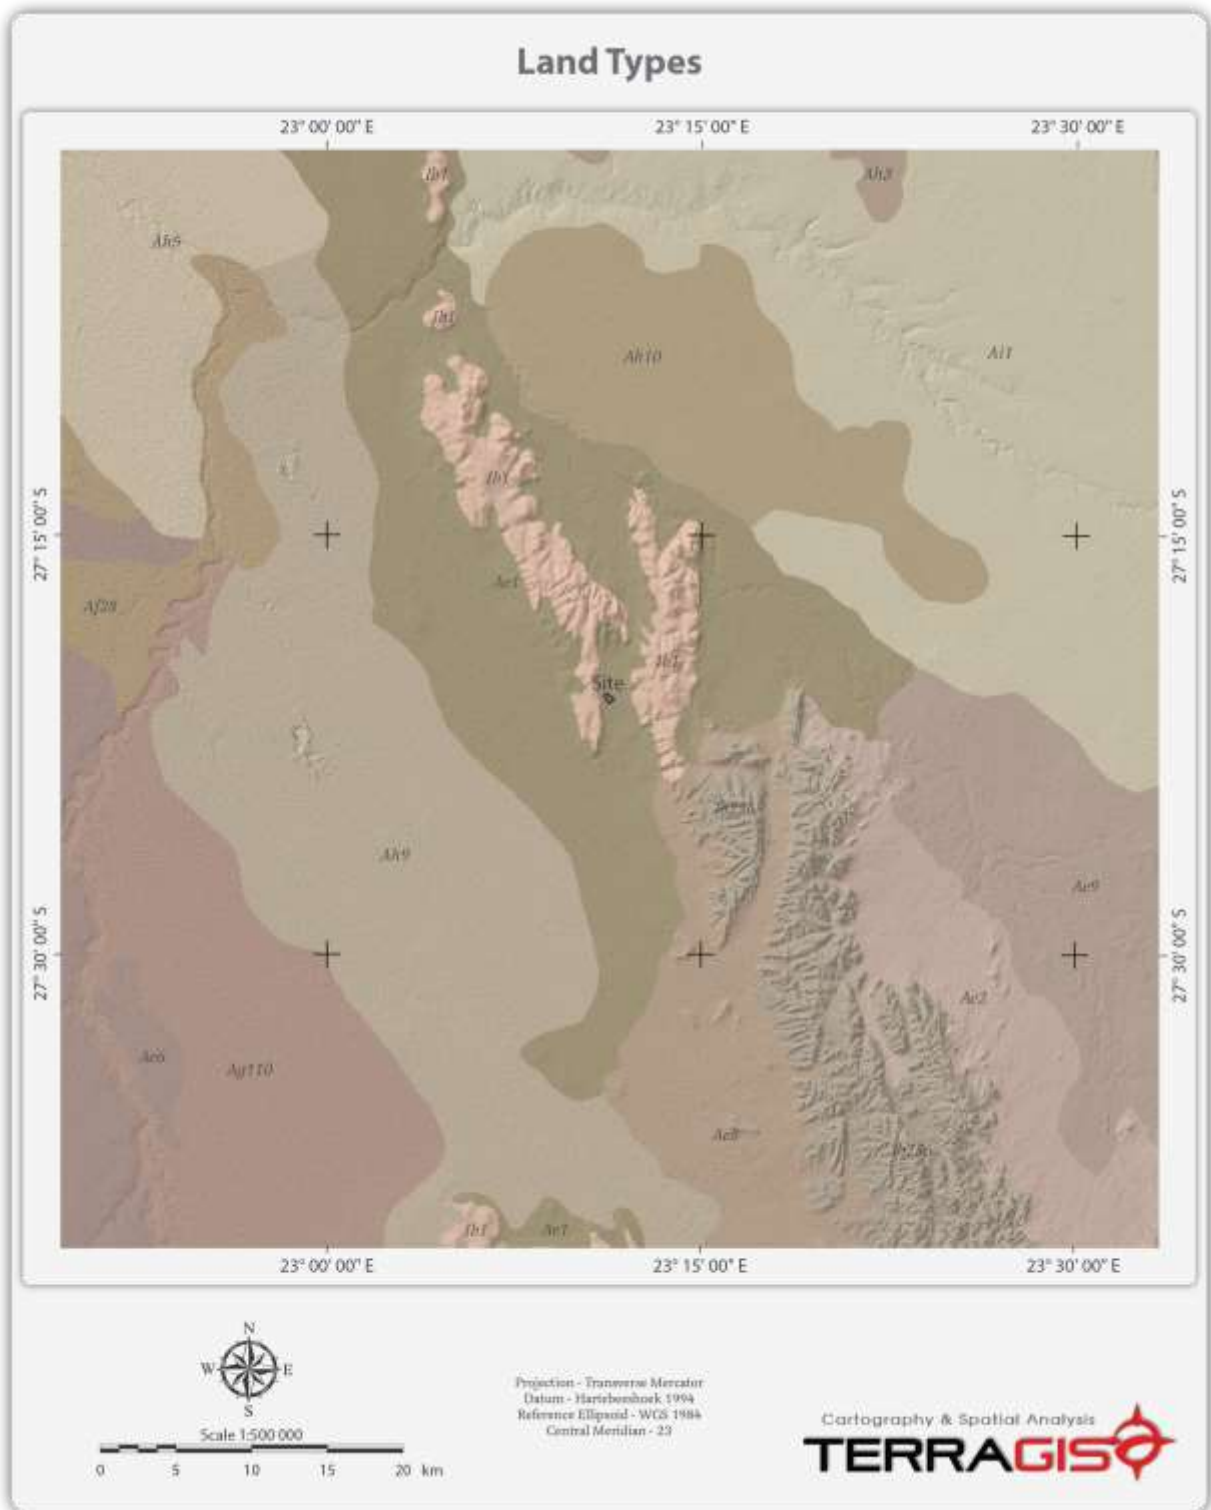 Land Types
23° 00' 00" E
23° 15' 00" E
23° 30' 00" E
Ib1
Ah3
Ah5
Ib1
Ah10
Ai1
Ib1
27° 15' 00" S
27° 15' 00" S
Ae1
Af28
Ib1
Site
Ah9
Ae9
27° 30' 00" S
27° 30' 00" S
Ae2
Ae6
Ag110
Ae8
Ib1
Ae1
23° 00' 00" E
23° 15' 00" E
23° 30' 00" E
N
W
E
S
Scale 1:500 000
0 5 10 15 20 km
Projection - Transverse Mercator
Datum - Hartebeeshoek 1994
Reference Ellipsoid - WGS 1984
Central Meridian - 23
Cartography & Spatial Analysis
TERRAGIS